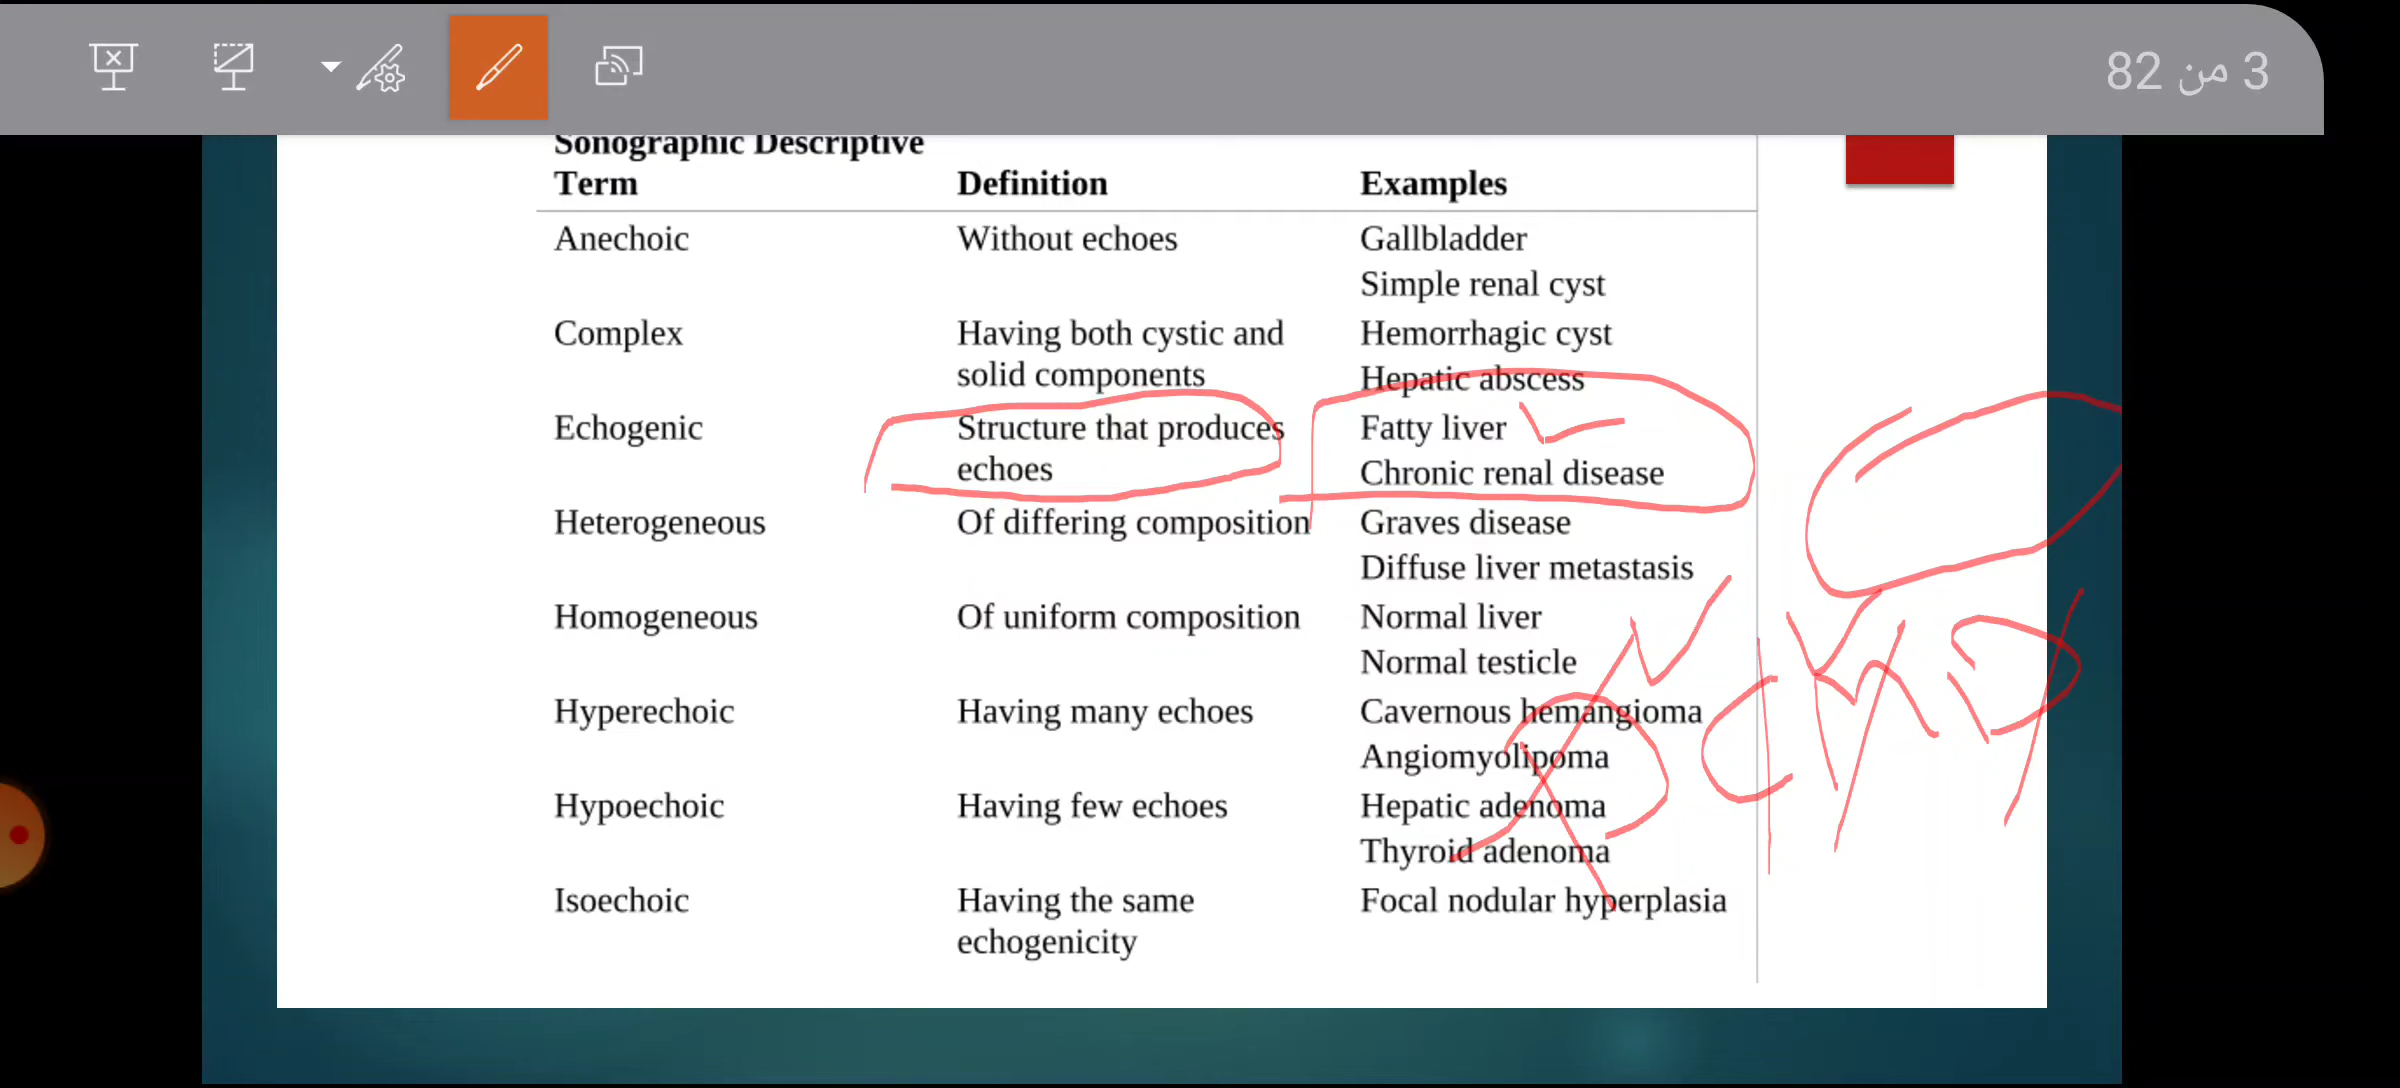 3 من 82
Sonographic Descriptive
Term Definition Examples
Anechoic Without echoes Gallbladder
Simple renal cyst
Complex Having both cystic and Hemorrhagic cyst
solid components Hepatic abscess
Echogenic Structure that produces Fatty liver
echoes Chronic renal disease
Heterogeneous Of differing composition Graves disease
Diffuse liver metastasis
Homogeneous Of uniform composition Normal liver
Normal testicle
Hyperechoic Having many echoes Cavernous hemangioma
Angiomyolipoma
Hypoechoic Having few echoes Hepatic adenoma
Thyroid adenoma
Isoechoic Having the same Focal nodular hyperplasia
echogenicity